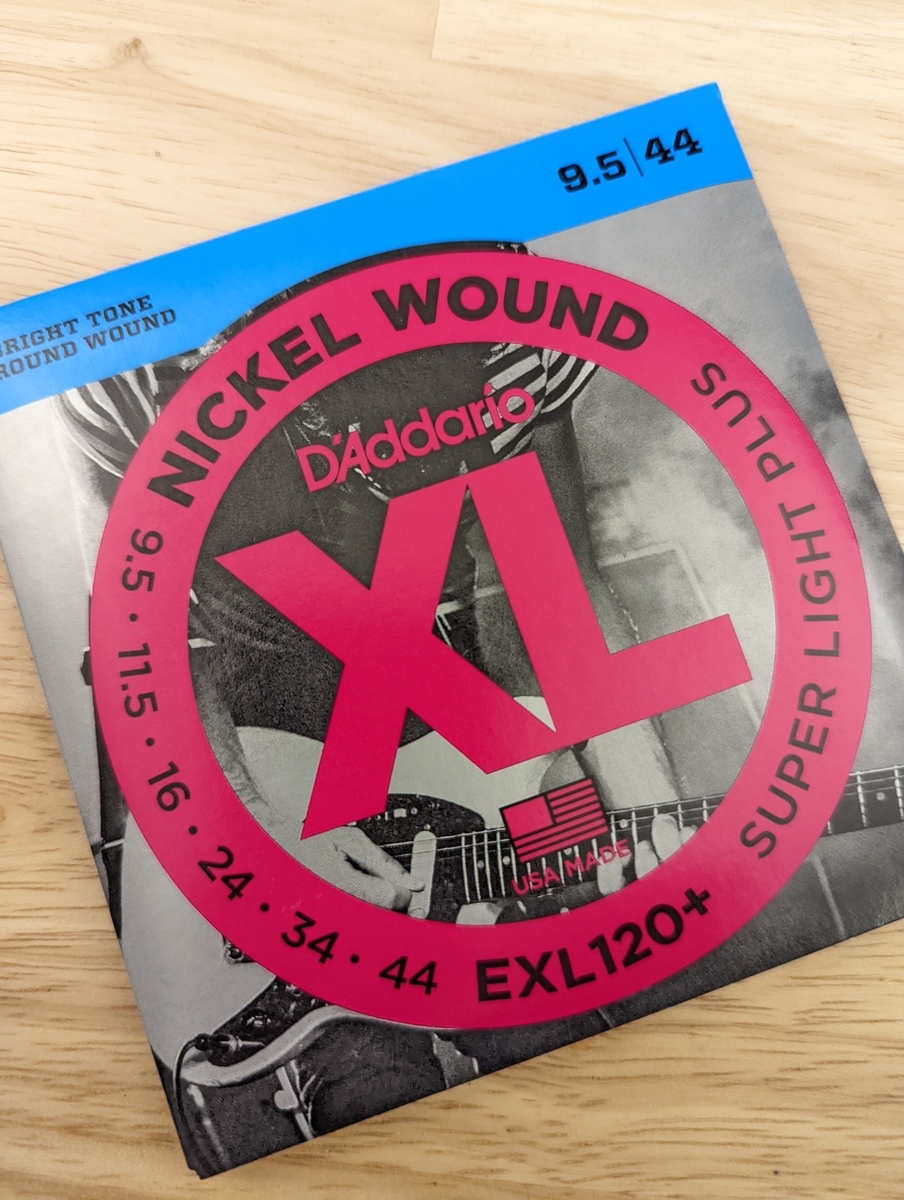 9.5|44
BRIGHT TONE
ROUND WOUND
NICKEL WOUND
D'Addario
XL
USA MADE
9.5 • 11.5 • 16 • 24 • 34 • 44
EXL120+
SUPER LIGHT PLUS